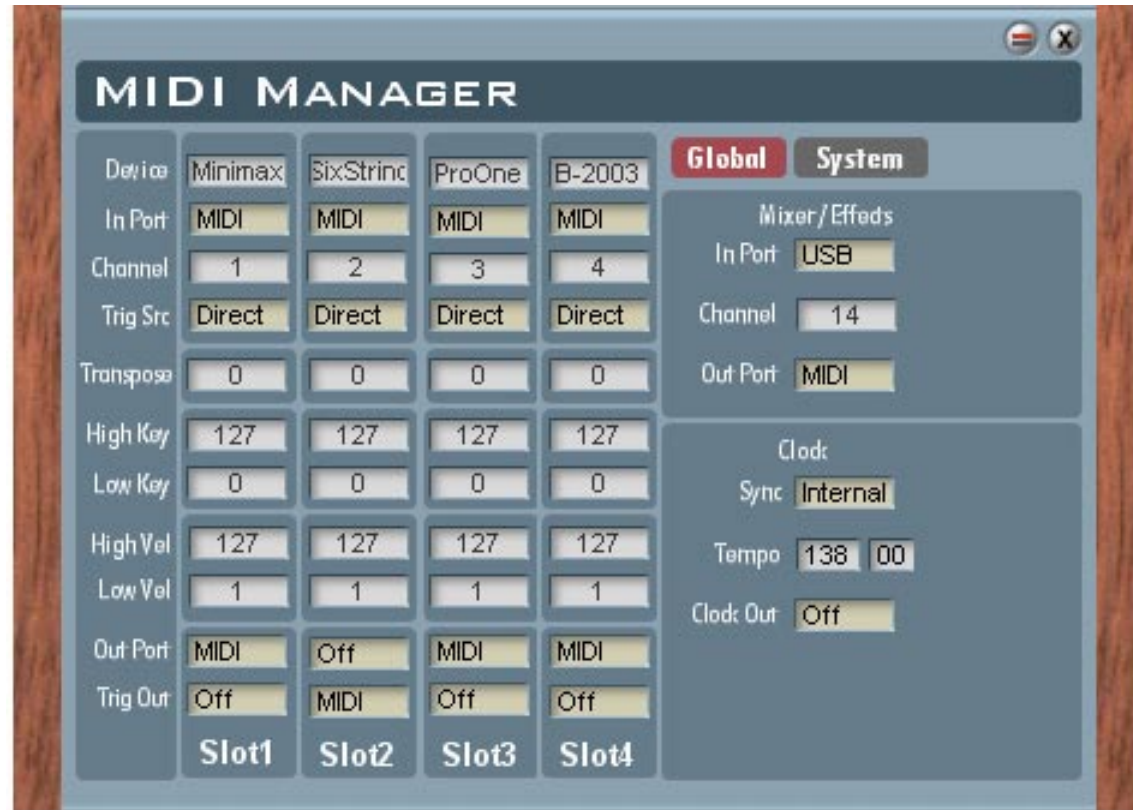 X
MIDI MANAGER
Device Minimax SixString ProOne B-2003
In Port MIDI MIDI MIDI MIDI
Channel 1 2 3 4
Trig Src Direct Direct Direct Direct
Transpose 0 0 0 0
High Key 127 127 127 127
Low Key 0 0 0 0
High Vel 127 127 127 127
Low Vel 1 1 1 1
Out Port MIDI Off MIDI MIDI
Trig Out Off MIDI Off Off
Slot1 Slot2 Slot3 Slot4
Global System
Mixer/Effects
In Port USB
Channel 14
Out Port MIDI
Clock
Sync Internal
Tempo 138 00
Clock Out Off